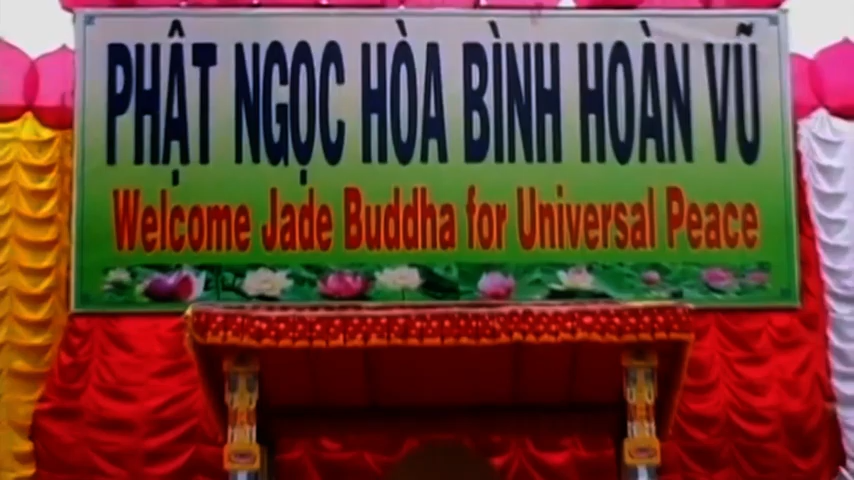 PHẬT NGỌC HÒA BÌNH HOÀN VŨ
Welcome Jade Buddha for Universal Peace